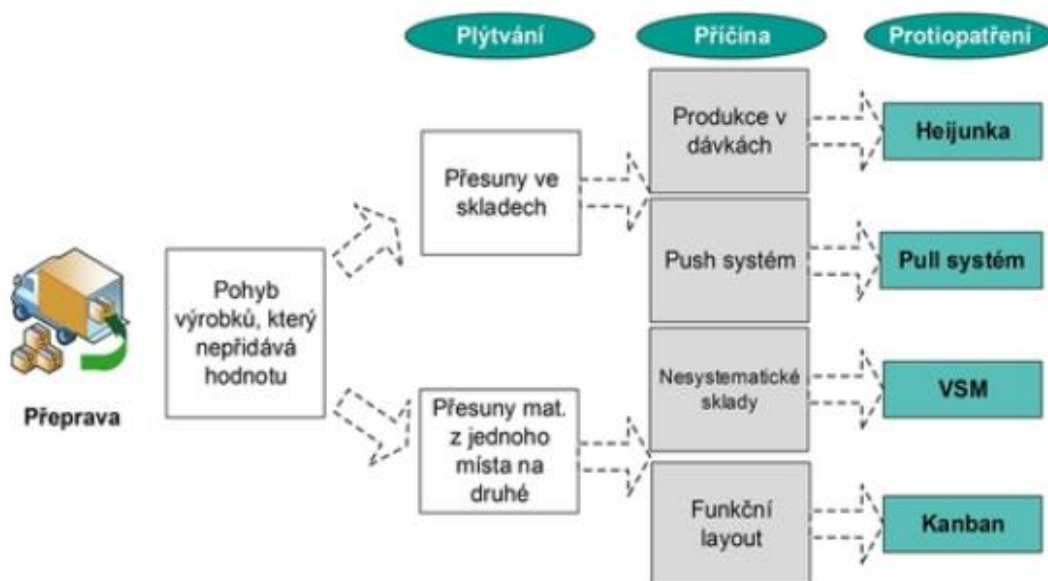 Plýtvání
Příčina
Protiopatření
Produkce v
dávkách
Heijunka
Přesuny ve
skladech
Push systém
Pull systém
Pohyb
výrobků, který
nepřidává
hodnotu
Přeprava
Nesystematické
sklady
VSM
Přesuny mat.
z jednoho
místa na
druhé
Funkční
layout
Kanban